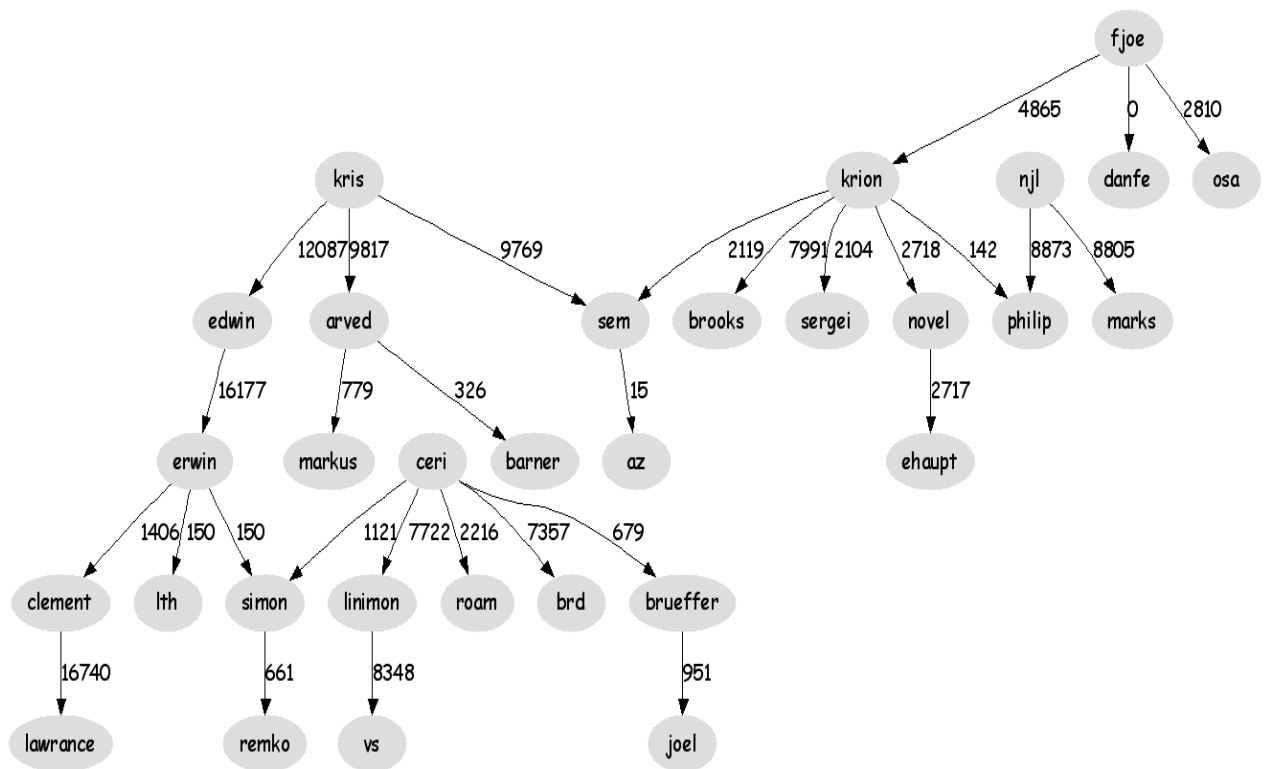 fjoe
4865 0 2810
kris krion njl danfe osa
12087 9817 9769 2119 7991 2104 2718 142 8873 8805
edwin arved sem brooks sergei novel philip marks
16177 779 326 15 2717
erwin markus ceri barner az ehaupt
1406 150 150 1121 7722 2216 7357 679
clement lth simon linimon roam brd brueffer
16740 661 8348 951
lawrance remko vs joel